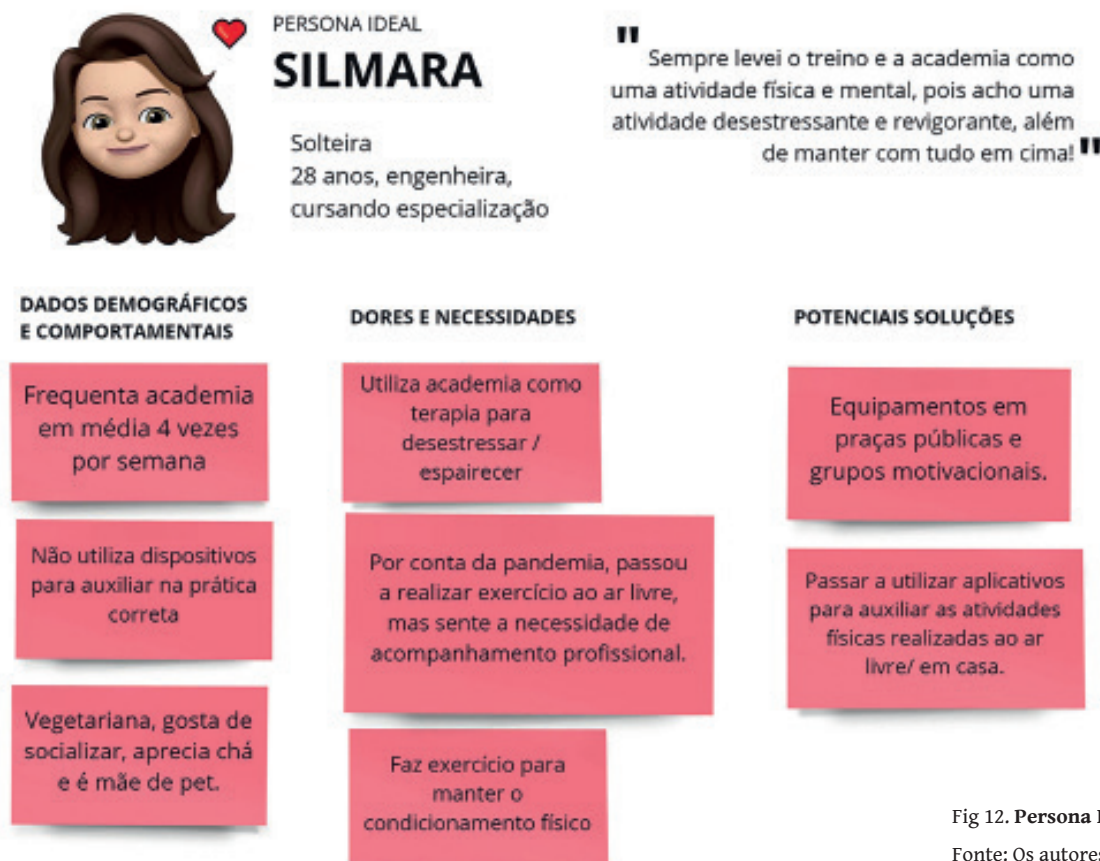 PERSONA IDEAL
SILMARA
Solteira
28 anos, engenheira,
cursando especialização
"Sempre levei o treino e a academia como
uma atividade física e mental, pois acho uma
atividade desestressante e revigorante, além
de manter com tudo em cima!"
DADOS DEMOGRÁFICOS
E COMPORTAMENTAIS
Frequenta academia
em média 4 vezes
por semana
Não utiliza dispositivos
para auxiliar na prática
correta
Vegetariana, gosta de
socializar, aprecia chá
e é mãe de pet.
DORES E NECESSIDADES
Utiliza academia como
terapia para
desestressar /
espairecer
Por conta da pandemia, passou
a realizar exercício ao ar livre,
mas sente a necessidade de
acompanhamento profissional.
Faz exercício para
manter o
condicionamento físico
POTENCIAIS SOLUÇÕES
Equipamentos em
praças públicas e
grupos motivacionais.
Passar a utilizar aplicativos
para auxiliar as atividades
físicas realizadas ao ar
livre/ em casa.
Fig 12. Persona
Fonte: Os autores